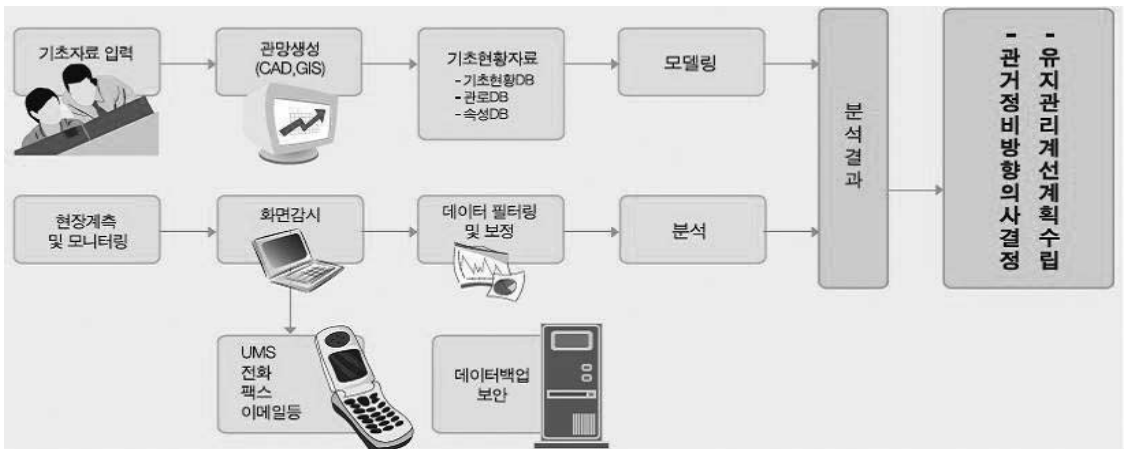 기초자료 입력
관망생성
(CAD,GIS)
기초현황자료
- 기초현황DB
- 관로DB
- 속성DB
모델링
현장계측
및 모니터링
화면감시
데이터 필터링
및 보정
분석
분석결과
- 유지관리계선계획수립
- 관거정비방향의사결정
UMS
전화
팩스
이메일등
데이터백업
보안